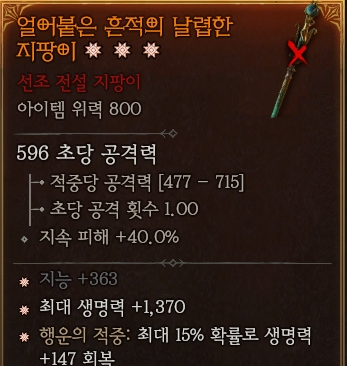 얼어붙은 흔적의 날렵한
지팡이
선조 전설 지팡이
아이템 위력 800
596 초당 공격력
적중당 공격력 [477 - 715]
초당 공격 횟수 1.00
지속 피해 +40.0%
지능 +363
최대 생명력 +1,370
행운의 적중: 최대 15% 확률로 생명력
+147 회복